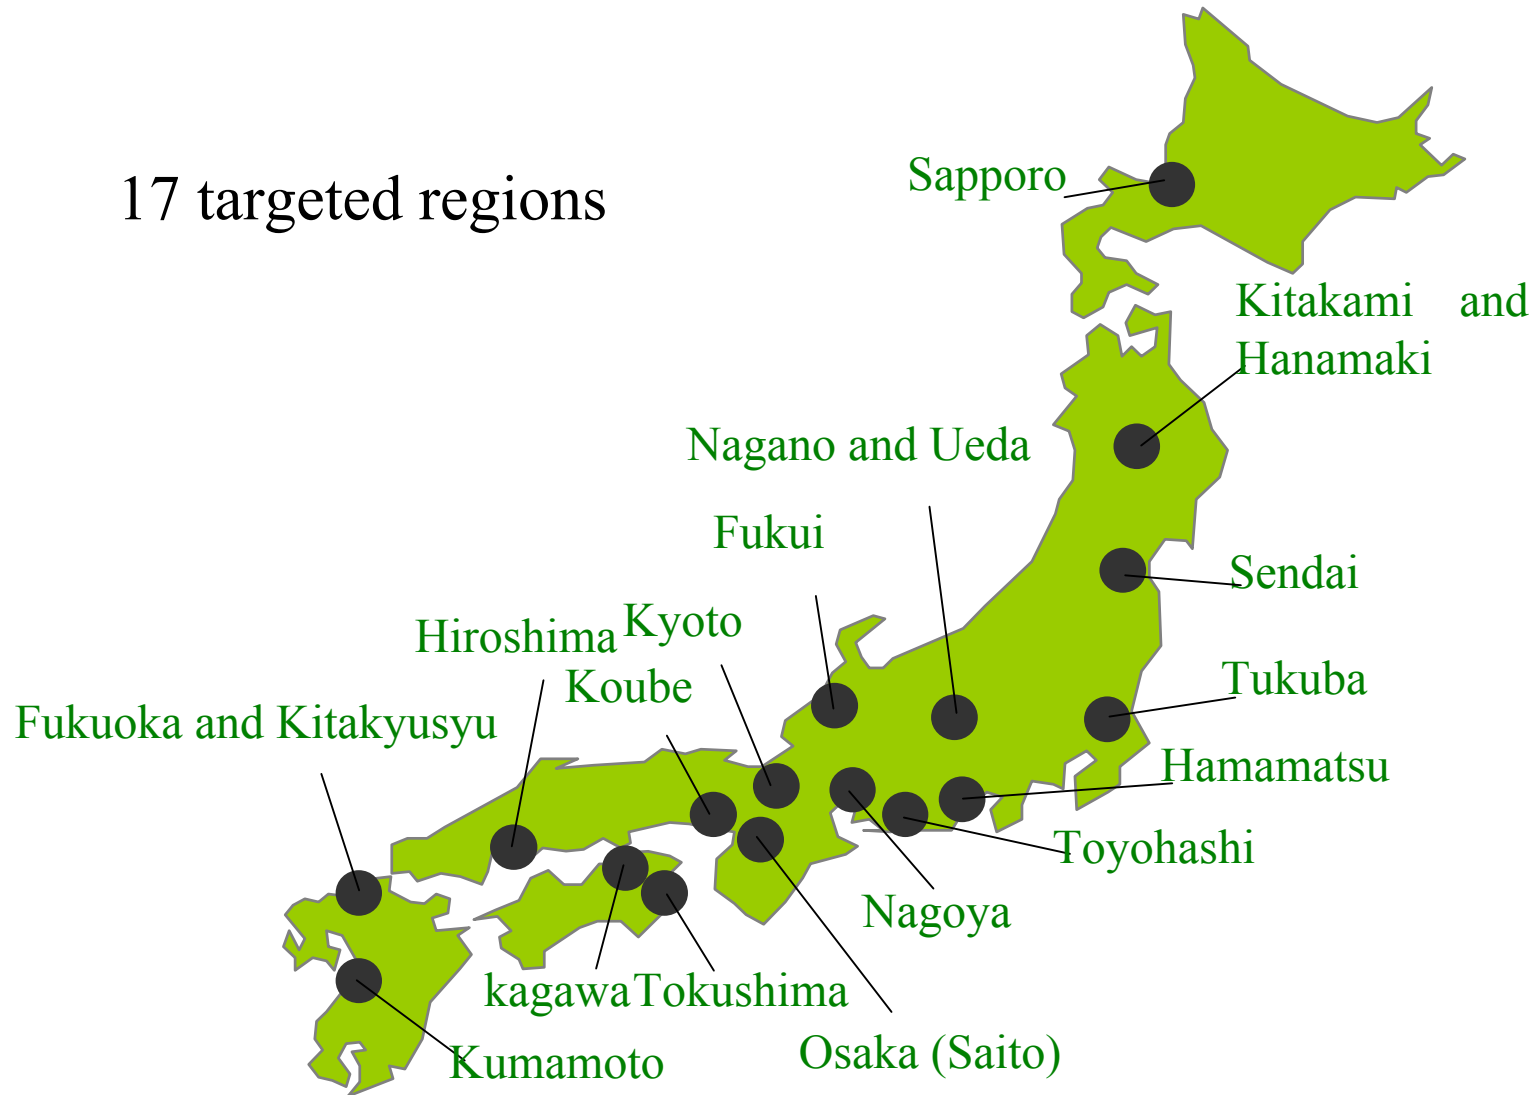 17 targeted regions
Sapporo
Kitakami and
Hanamaki
Nagano and Ueda
Fukui
Sendai
Kyoto
Hiroshima
Koube
Tukuba
Fukuoka and Kitakyusyu
Hamamatsu
Toyohashi
Nagoya
kagawa
Tokushima
Osaka (Saito)
Kumamoto